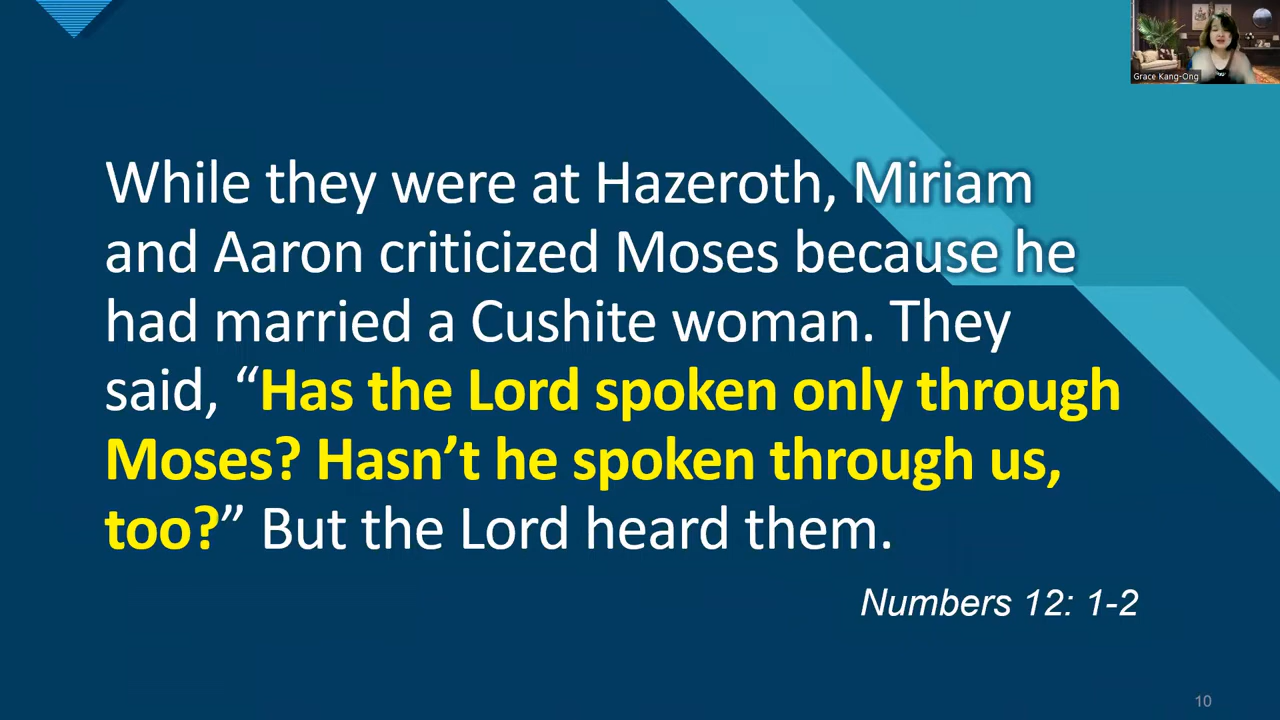 Grace Kang-Ong
While they were at Hazeroth, Miriam
and Aaron criticized Moses because he
had married a Cushite woman. They
said, “Has the Lord spoken only through
Moses? Hasn’t he spoken through us,
too?” But the Lord heard them.
Numbers 12: 1-2
10